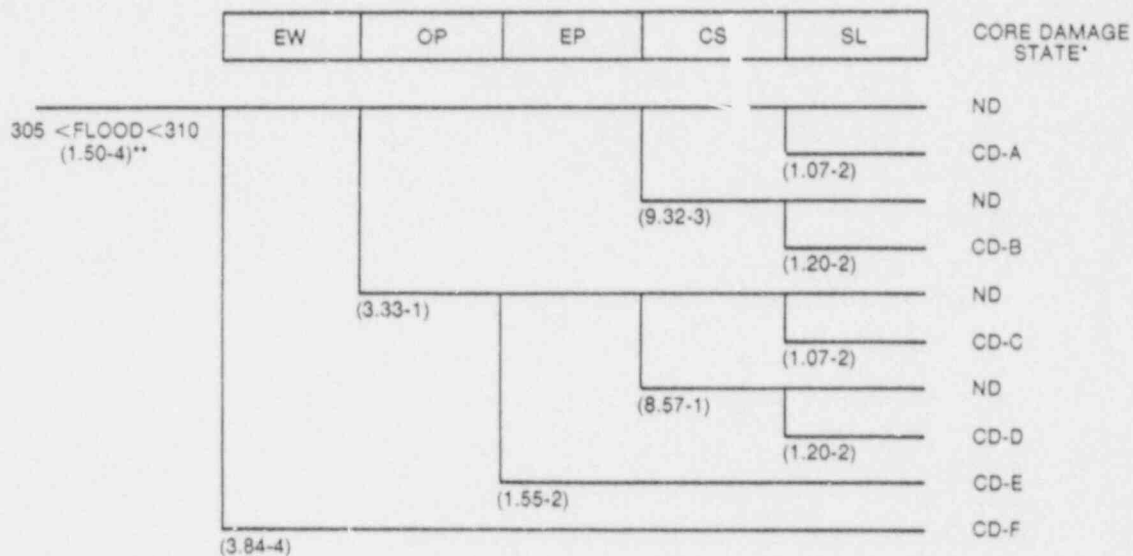 EW OP EP CS SL
CORE DAMAGE
STATE*
305 <FLOOD<310
(1.50-4)**
ND
CD-A
(1.07-2)
ND
(9.32-3)
CD-B
(1.20-2)
ND
(3.33-1)
CD-C
(1.07-2)
ND
(8.57-1)
CD-D
(1.20-2)
CD-E
(1.55-2)
CD-F
(3.84-4)